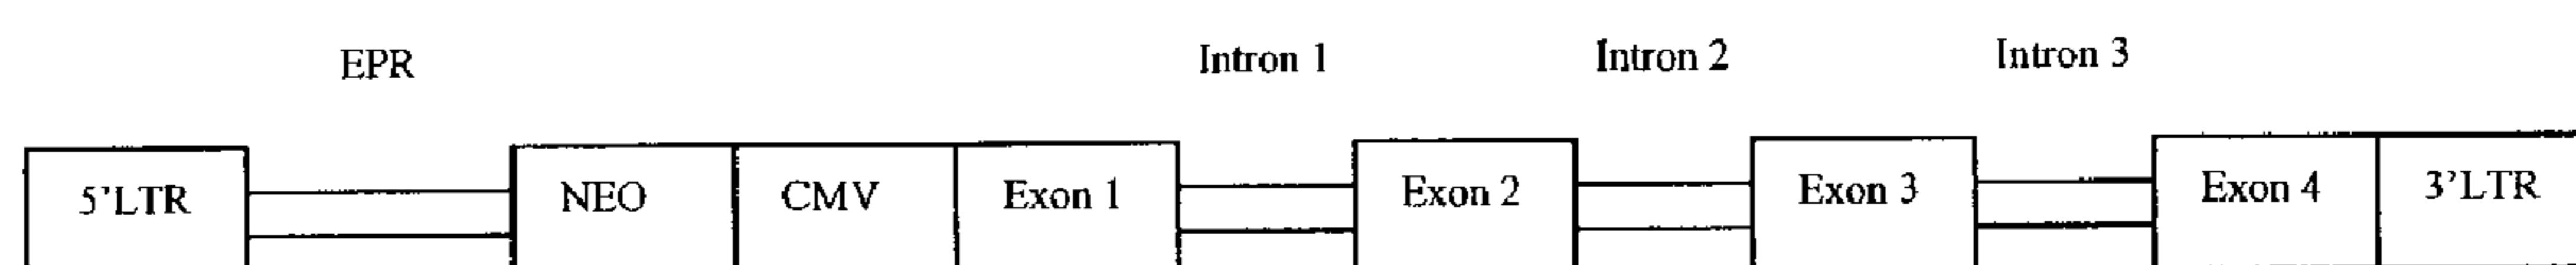 EPR Intron 1 Intron 2 Intron 3
5'LTR NEO CMV Exon 1 Exon 2 Exon 3 Exon 4 3'LTR